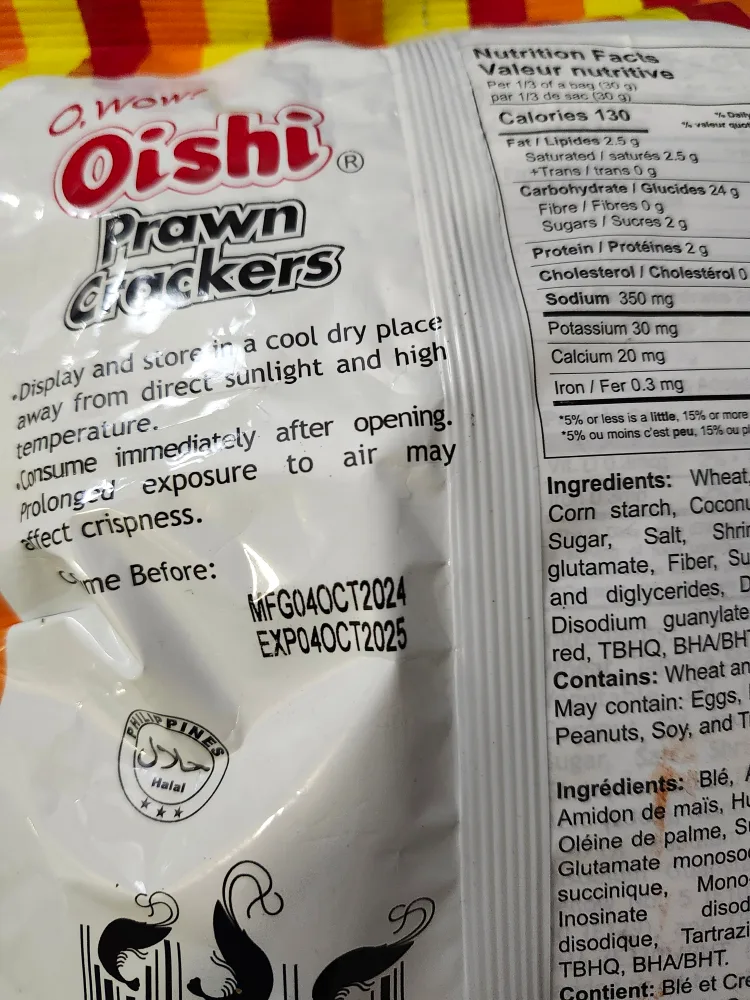 O, Wow!
Oishi®
Prawn
Crackers
•Display and store in a cool dry place
away from direct sunlight and high
temperature.
•Consume immediately after opening.
Prolonged exposure to air may
affect crispness.
Before:
MFG04OCT2024
EXP04OCT2025
PHILIPPINES
حلال
Halal
Nutrition Facts
Valeur nutritive
Per 1/3 of a bag (30 g)
par 1/3 de sac (30 g)
Calories 130
% Daily
% valeur quot
Fat / Lipides 2.5 g
Saturated / saturés 2.5 g
+Trans / trans 0 g
Carbohydrate / Glucides 24 g
Fibre / Fibres 0 g
Sugars / Sucres 2 g
Protein / Protéines 2 g
Cholesterol / Cholestérol 0
Sodium 350 mg
Potassium 30 mg
Calcium 20 mg
Iron / Fer 0.3 mg
*5% or less is a little, 15% or more
*5% ou moins c'est peu, 15% ou pl
Ingredients: Wheat,
Corn starch, Coconu
Sugar, Salt, Shrim
glutamate, Fiber, Su
and diglycerides, D
Disodium guanylate
red, TBHQ, BHA/BHT
Contains: Wheat an
May contain: Eggs,
Peanuts, Soy, and T
Ingrédients: Blé, A
Amidon de maïs, Hu
Oléine de palme, Su
Glutamate monoso
succinique, Mono-
Inosinate disod
disodique, Tartrazi
TBHQ, BHA/BHT.
Contient: Blé et Cre